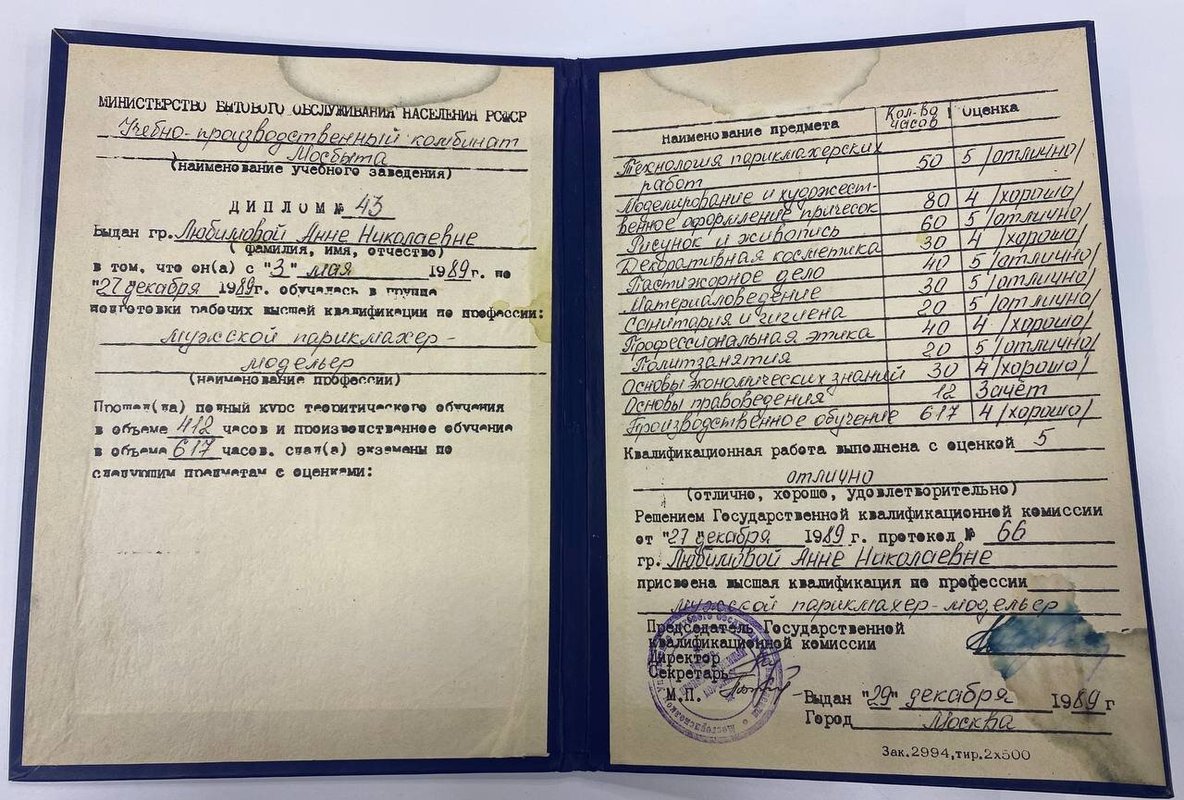 МИНИСТЕРСТВО БЫТОВОГО ОБСЛУЖИВАНИЯ НАСЕЛЕНИЯ РСФСР
Учебно-производственный комбинат
Мосбыта
(наименование учебного заведения)
ДИПЛОМ № 43
Выдан гр. Любимовой Анне Николаевне
( фамилия, имя, отчество)
в том, что он(а) с "3" мая 1989г. по
"27" декабря 1989г. обучалась в группе
подготовки рабочих высшей квалификации по профессии:
мужской парикмахер-
модельер
(наименование профессии)
Прошел(ла) полный курс теоритического обучения
в объеме 412 часов и производственное обучение
в объеме 617 часов. сдал(а) экзамены по
следующим предметам с оценками:
Наименование предмета Кол-во часов Оценка
Технология парикмахерских
работ 50 5 /отлично/
Моделирование и художест-
венное оформление причесок 80 4 /хорошо/
Рисунок и живопись 60 5 /отлично/
Декоративная косметика 30 4 /хорошо/
Пастижорное дело 40 5 /отлично/
Материаловедение 30 5 /отлично/
Санитария и гигиена 20 5 /отлично/
Профессиональная этика 40 4 /хорошо/
Политзанятия 20 5 /отлично/
Основы экономических знаний 30 4 /хорошо/
Основы правоведения 12 Зачёт
Производственное обучение 617 4 /хорошо/
Квалификационная работа выполнена с оценкой 5
отлично
(отлично, хорошо, удовлетворительно)
Решением Государственной квалификационной комиссии
от "27" декабря 1989 г. протокол № 66
гр. Любимовой Анне Николаевне
присвоена высшая квалификация по профессии
мужской парикмахер-модельер
Председатель Государственной
квалификационной комиссии
Директор
Секретарь
М.П.
Выдан "29" декабря 1989 г
Город Москва
Зак.2994,тир.2x500